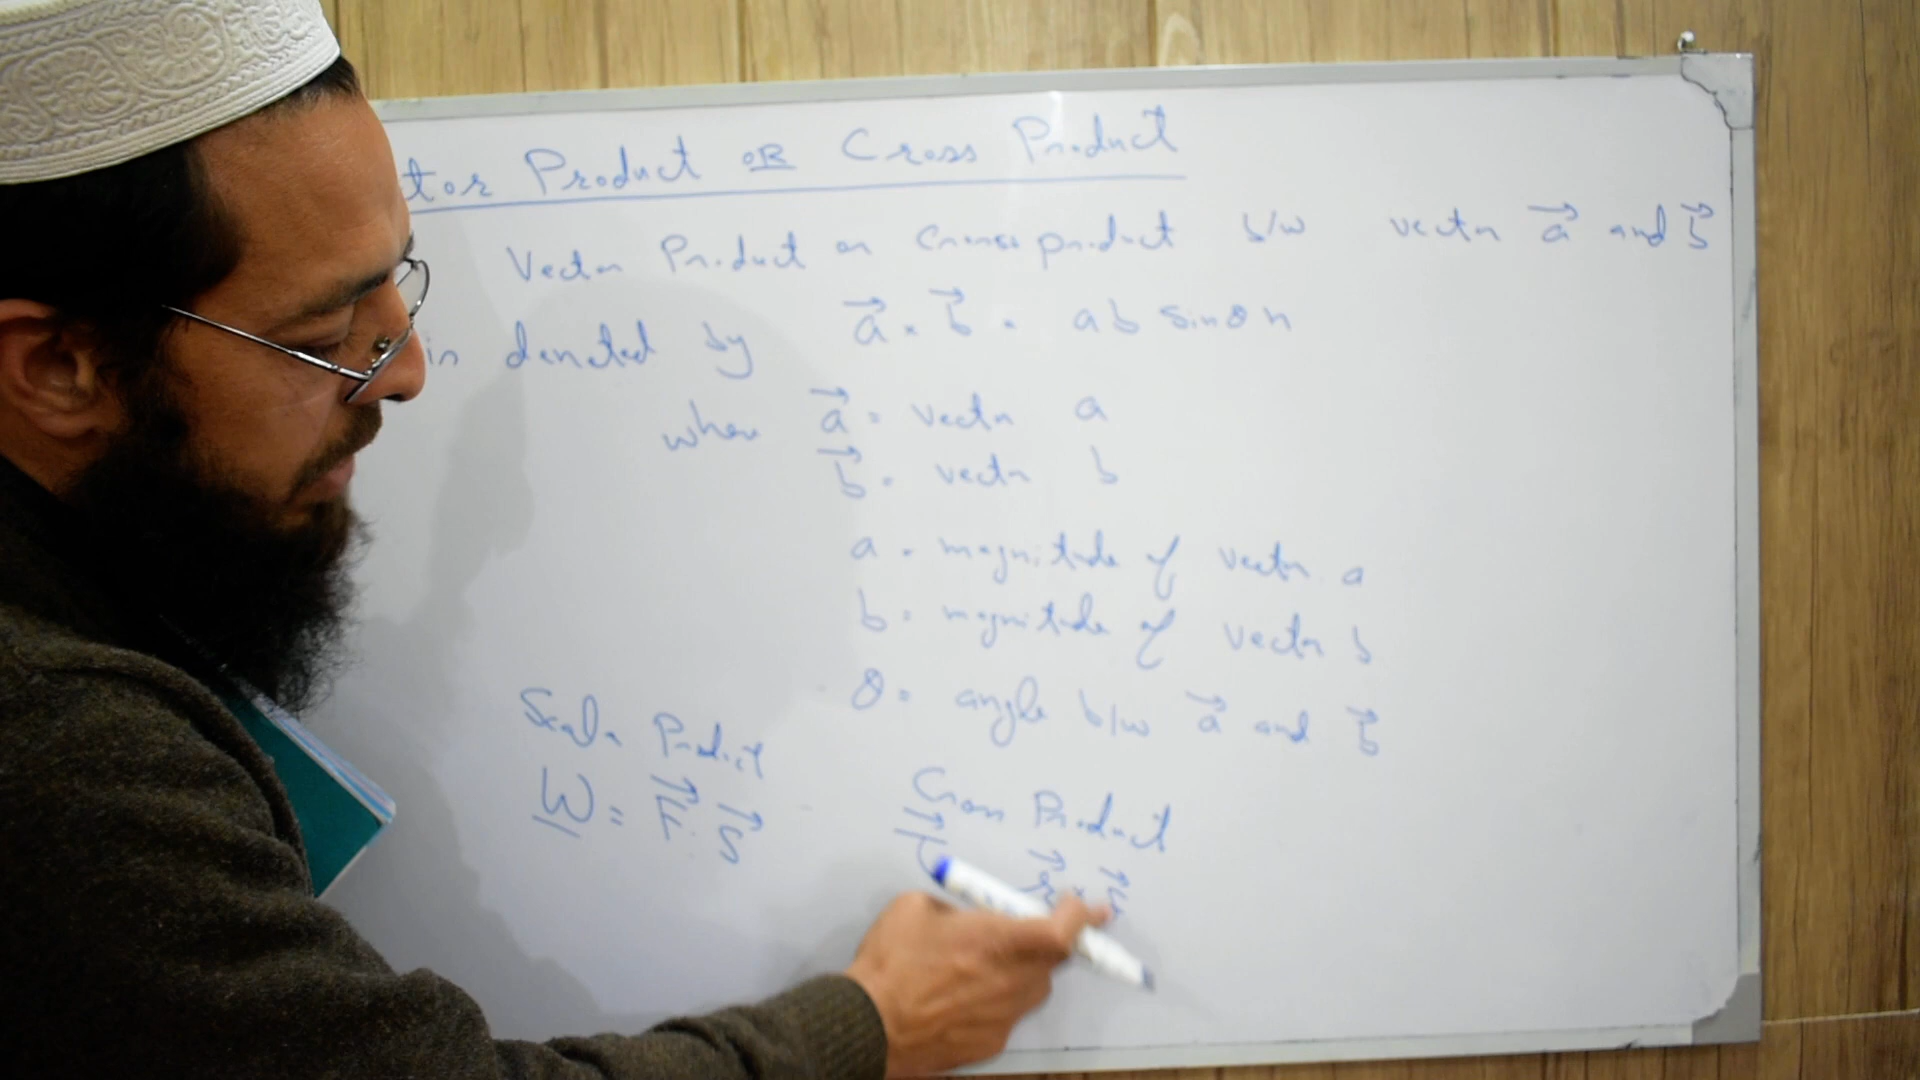 tor Product OR Cross Product
Vector Product or Cross product b/w vector a⃗ and b⃗
is denoted by a⃗ × b⃗ = ab sinθ n
where a⃗ = vector a
b⃗ = vector b
a = magnitude of vector a
b = magnitude of vector b
θ = angle b/w a⃗ and b⃗
Scalar Product
W = F⃗ . S⃗
Cross Product
r⃗ ×